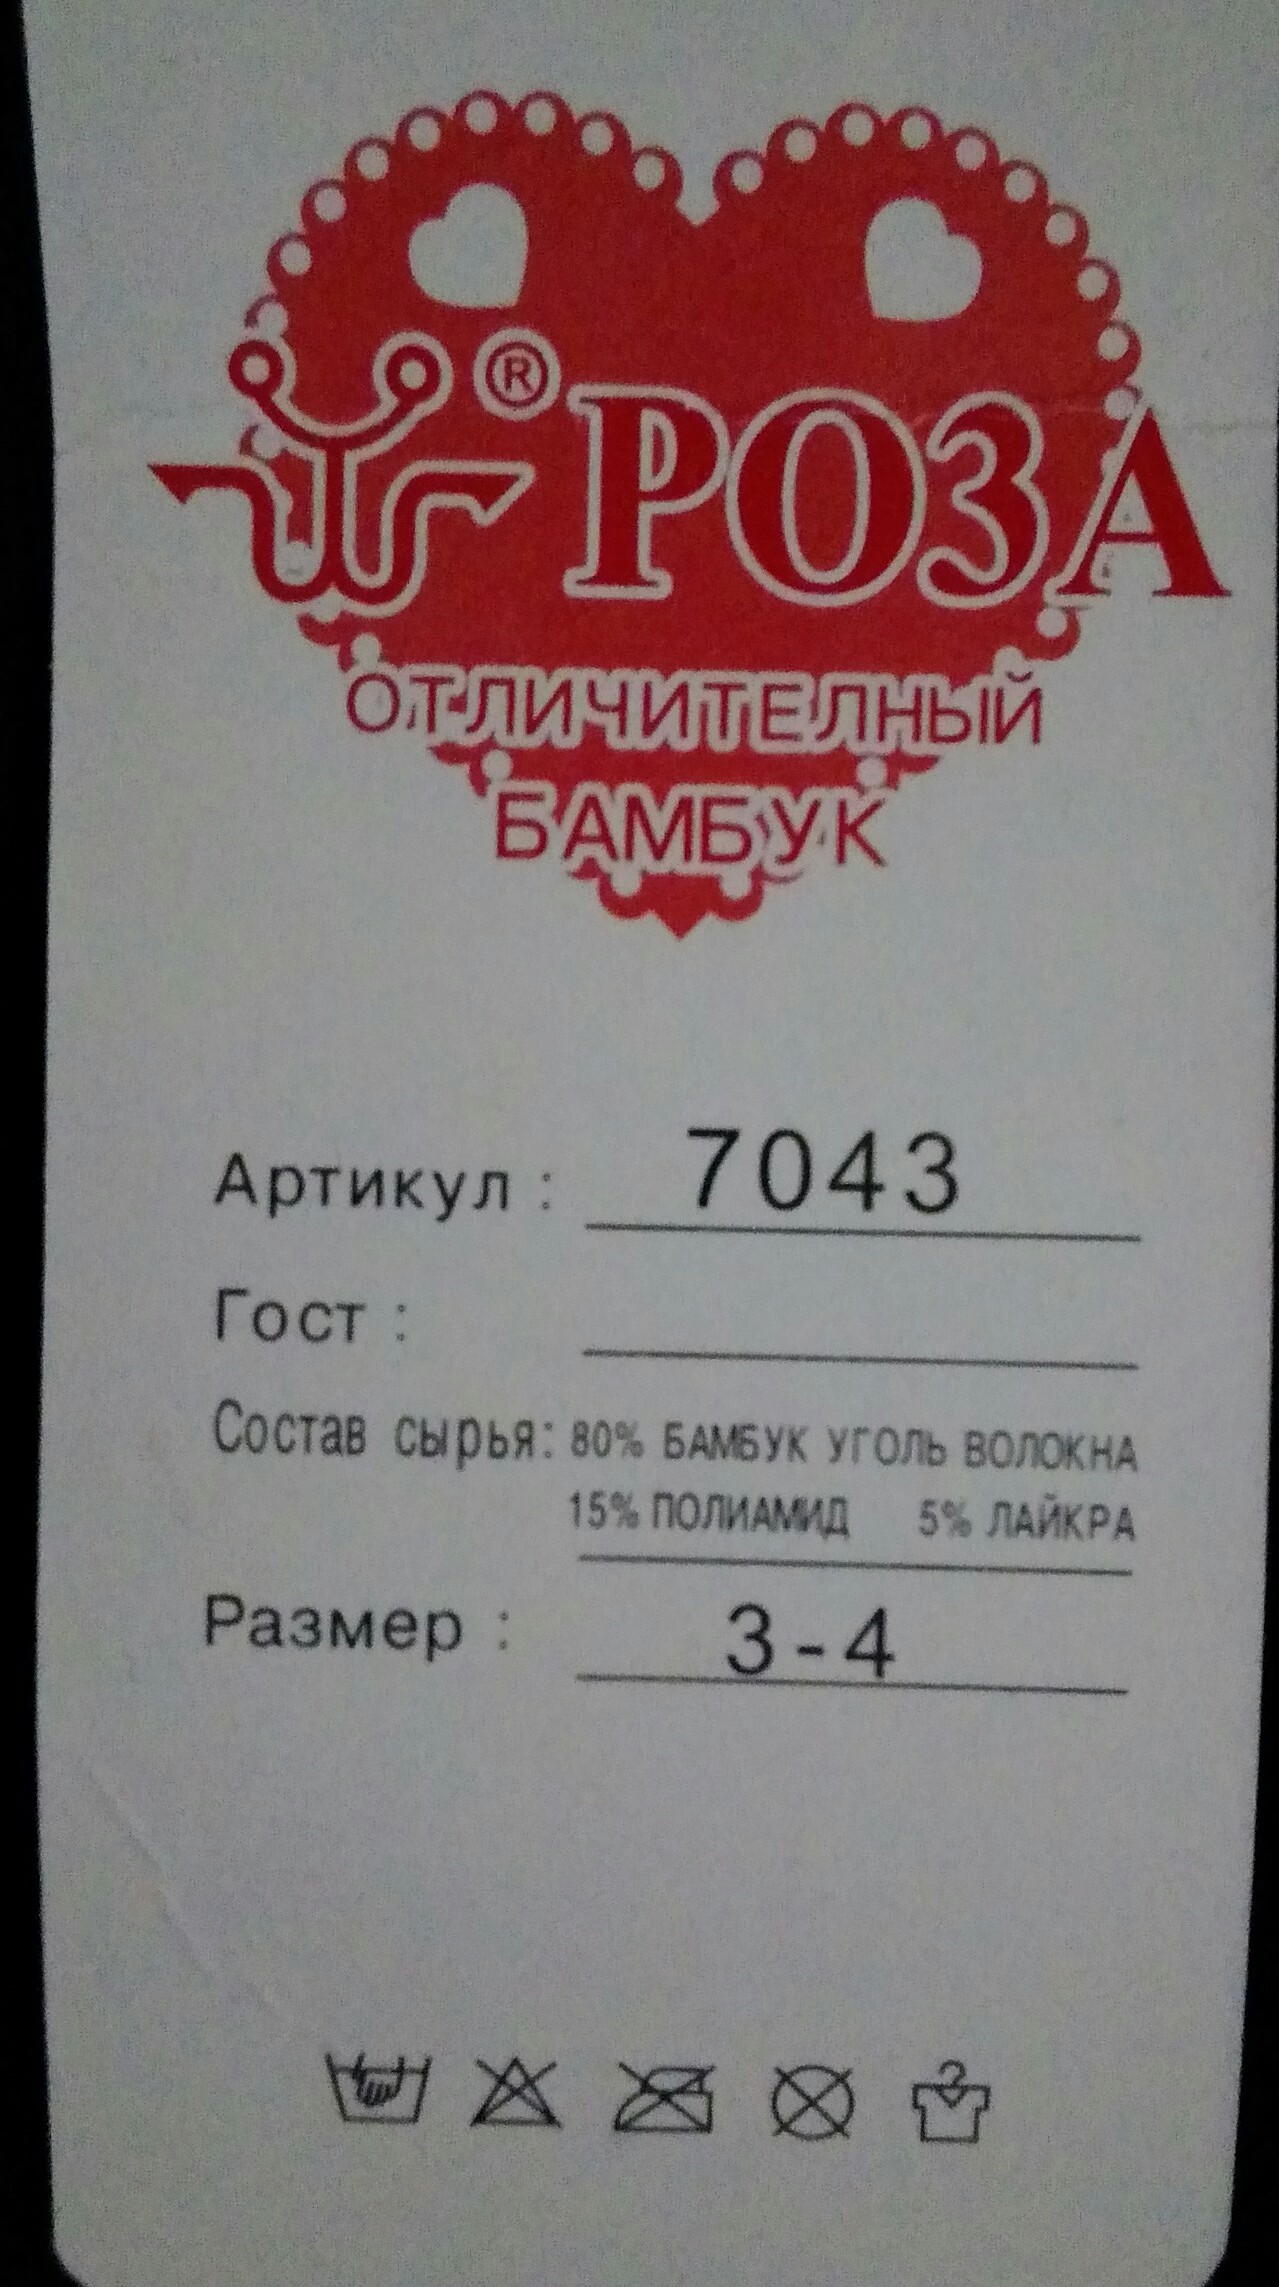 ® РОЗА
ОТЛИЧИТЕЛНЫЙ
БАМБУК
Артикул : 7043
Гост :
Состав сырья: 80% БАМБУК УГОЛЬ ВОЛОКНА
15% ПОЛИАМИД 5% ЛАЙКРА
Размер : 3-4